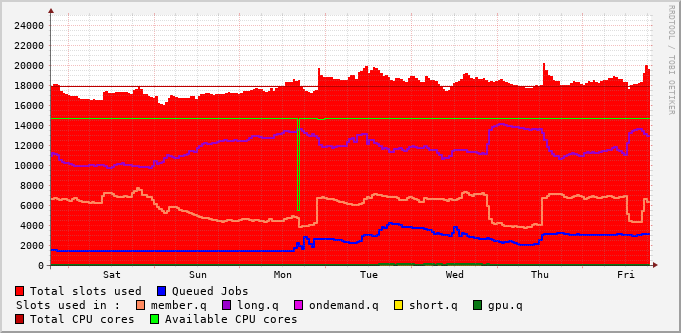 RRDTOOL / TOBI OETIKER
24000
22000
20000
18000
16000
14000
12000
10000
8000
6000
4000
2000
0
Sat Sun Mon Tue Wed Thu Fri
Total slots used Queued Jobs
Slots used in : member.q long.q ondemand.q short.q gpu.q
Total CPU cores Available CPU cores